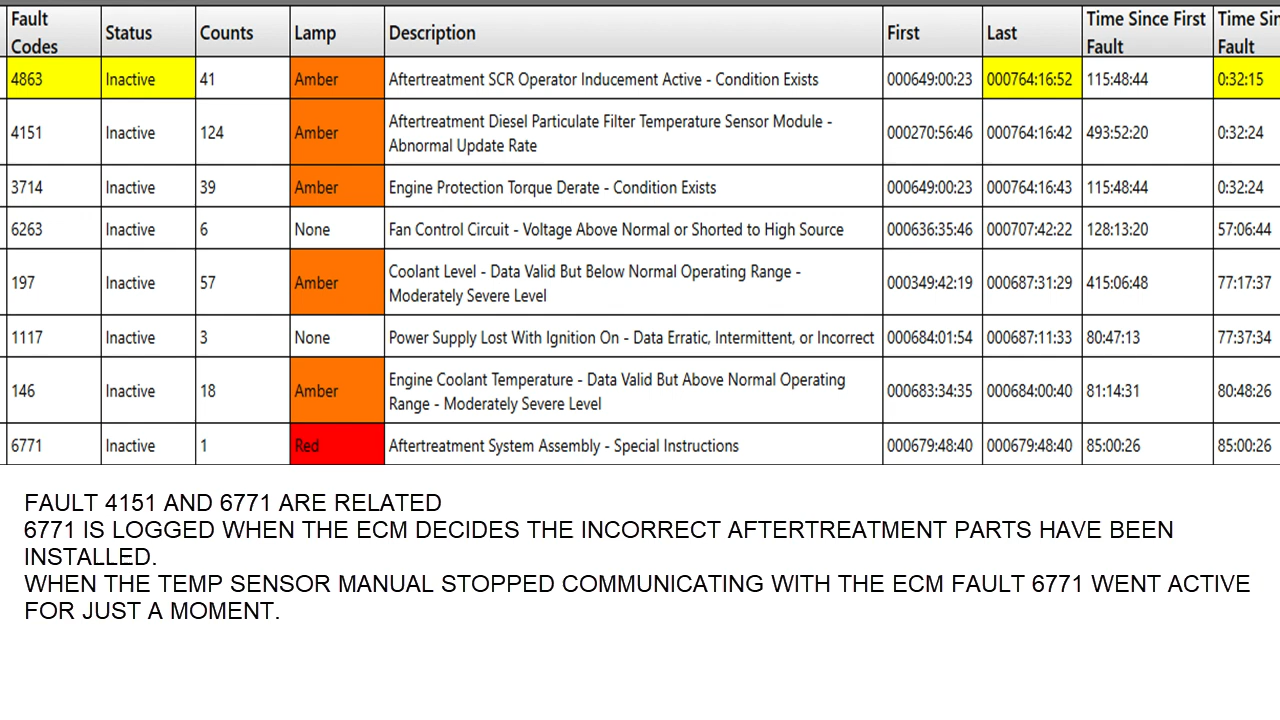 Fault Codes Status Counts Lamp Description First Last Time Since First Fault Time Sin Fault
4863 Inactive 41 Amber Aftertreatment SCR Operator Inducement Active - Condition Exists 000649:00:23 000764:16:52 115:48:44 0:32:15
4151 Inactive 124 Amber Aftertreatment Diesel Particulate Filter Temperature Sensor Module - Abnormal Update Rate 000270:56:46 000764:16:42 493:52:20 0:32:24
3714 Inactive 39 Amber Engine Protection Torque Derate - Condition Exists 000649:00:23 000764:16:43 115:48:44 0:32:24
6263 Inactive 6 None Fan Control Circuit - Voltage Above Normal or Shorted to High Source 000636:35:46 000707:42:22 128:13:20 57:06:44
197 Inactive 57 Amber Coolant Level - Data Valid But Below Normal Operating Range - Moderately Severe Level 000349:42:19 000687:31:29 415:06:48 77:17:37
1117 Inactive 3 None Power Supply Lost With Ignition On - Data Erratic, Intermittent, or Incorrect 000684:01:54 000687:11:33 80:47:13 77:37:34
146 Inactive 18 Amber Engine Coolant Temperature - Data Valid But Above Normal Operating Range - Moderately Severe Level 000683:34:35 000684:00:40 81:14:31 80:48:26
6771 Inactive 1 Red Aftertreatment System Assembly - Special Instructions 000679:48:40 000679:48:40 85:00:26 85:00:26
FAULT 4151 AND 6771 ARE RELATED
6771 IS LOGGED WHEN THE ECM DECIDES THE INCORRECT AFTERTREATMENT PARTS HAVE BEEN
INSTALLED.
WHEN THE TEMP SENSOR MANUAL STOPPED COMMUNICATING WITH THE ECM FAULT 6771 WENT ACTIVE
FOR JUST A MOMENT.